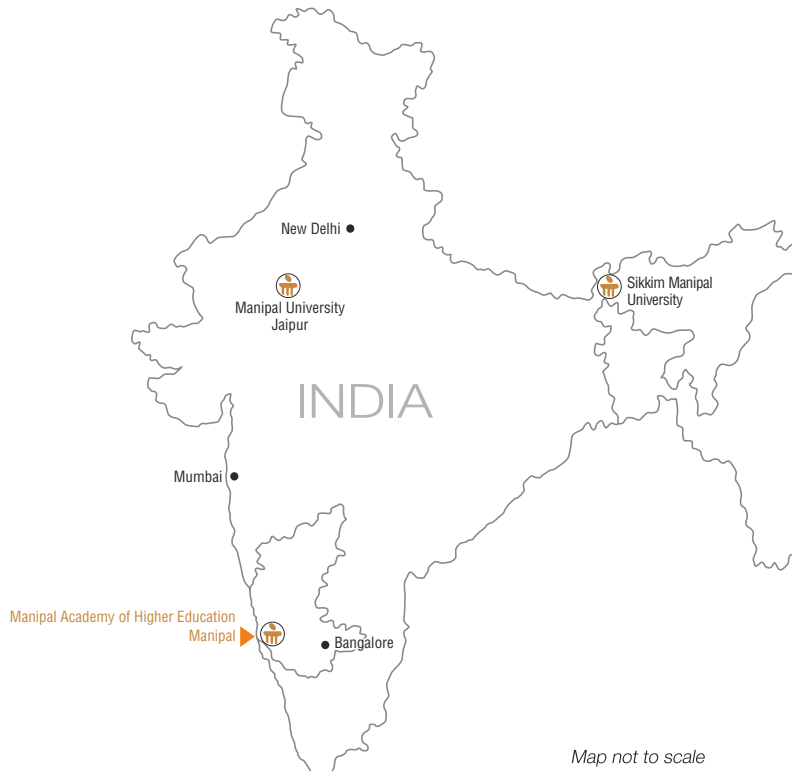 New Delhi
Manipal University
Jaipur
Sikkim Manipal
University
INDIA
Mumbai
Manipal Academy of Higher Education
Manipal
Bangalore
Map not to scale